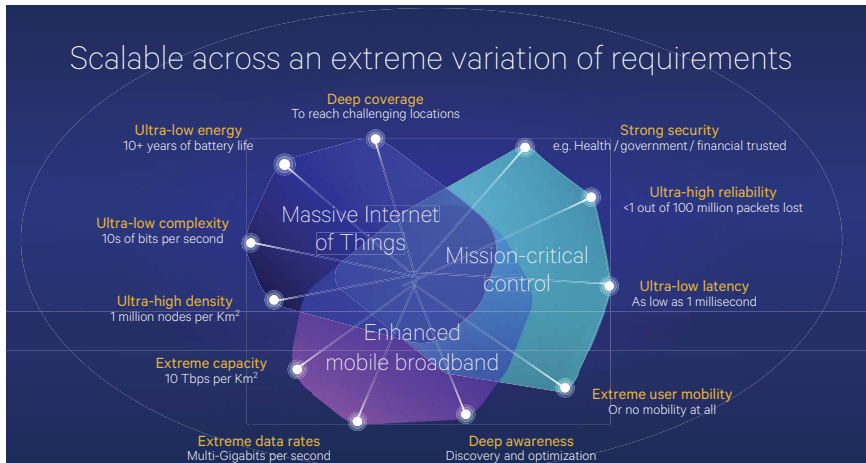 Scalable across an extreme variation of requirements
Deep coverage
To reach challenging locations
Ultra-low energy
10+ years of battery life
Strong security
e.g. Health / government / financial trusted
Ultra-low complexity
10s of bits per second
Ultra-high reliability
<1 out of 100 million packets lost
Massive Internet
of Things
Mission-critical
control
Ultra-high density
1 million nodes per Km²
Ultra-low latency
As low as 1 millisecond
Enhanced
mobile broadband
Extreme capacity
10 Tbps per Km²
Extreme user mobility
Or no mobility at all
Extreme data rates
Multi-Gigabits per second
Deep awareness
Discovery and optimization